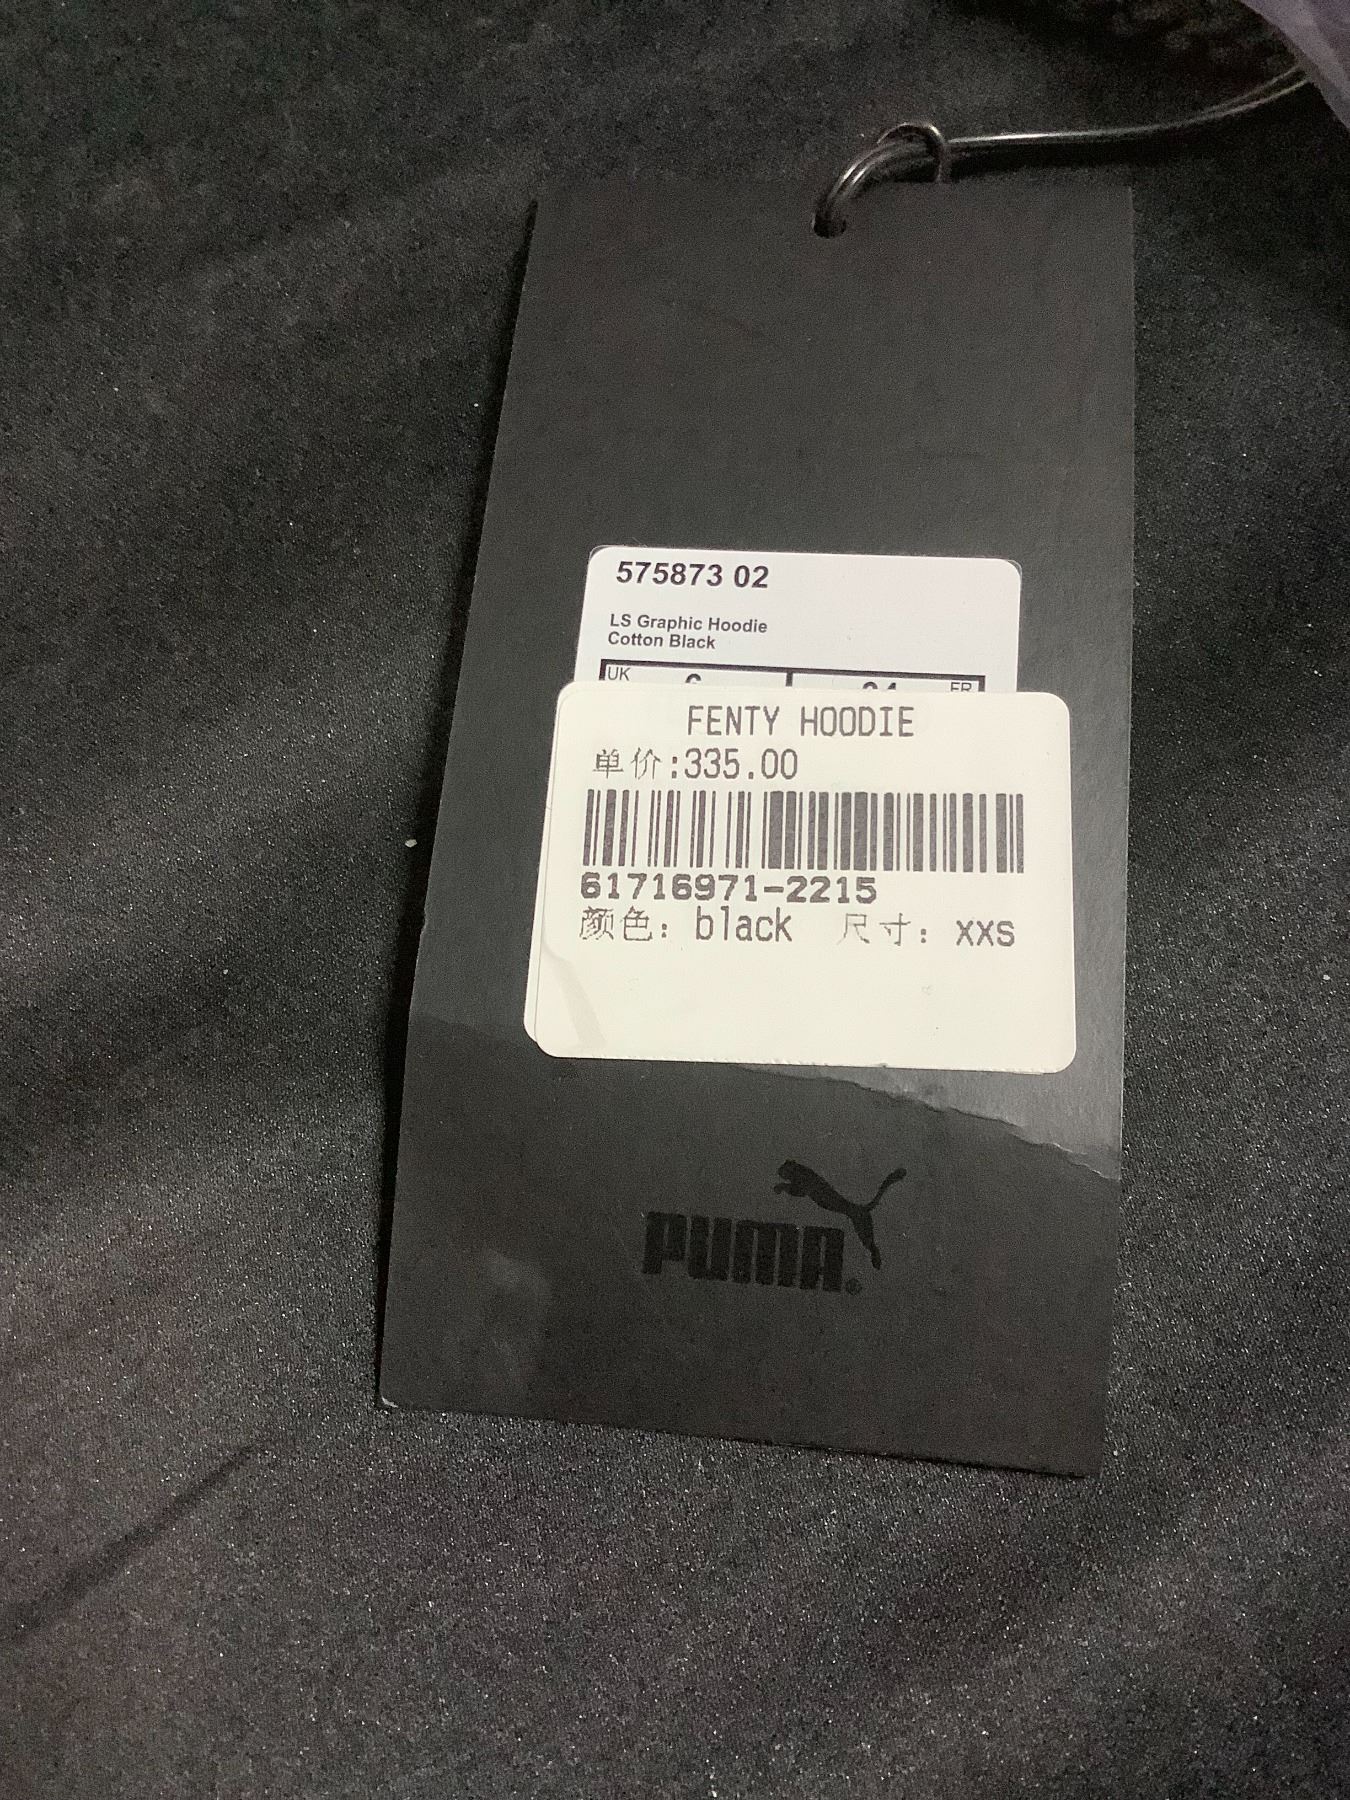 575873 02
LS Graphic Hoodie
Cotton Black
UK FR
FENTY HOODIE
单价:335.00
61716971-2215
颜色: black 尺寸: XXS
PUMA®